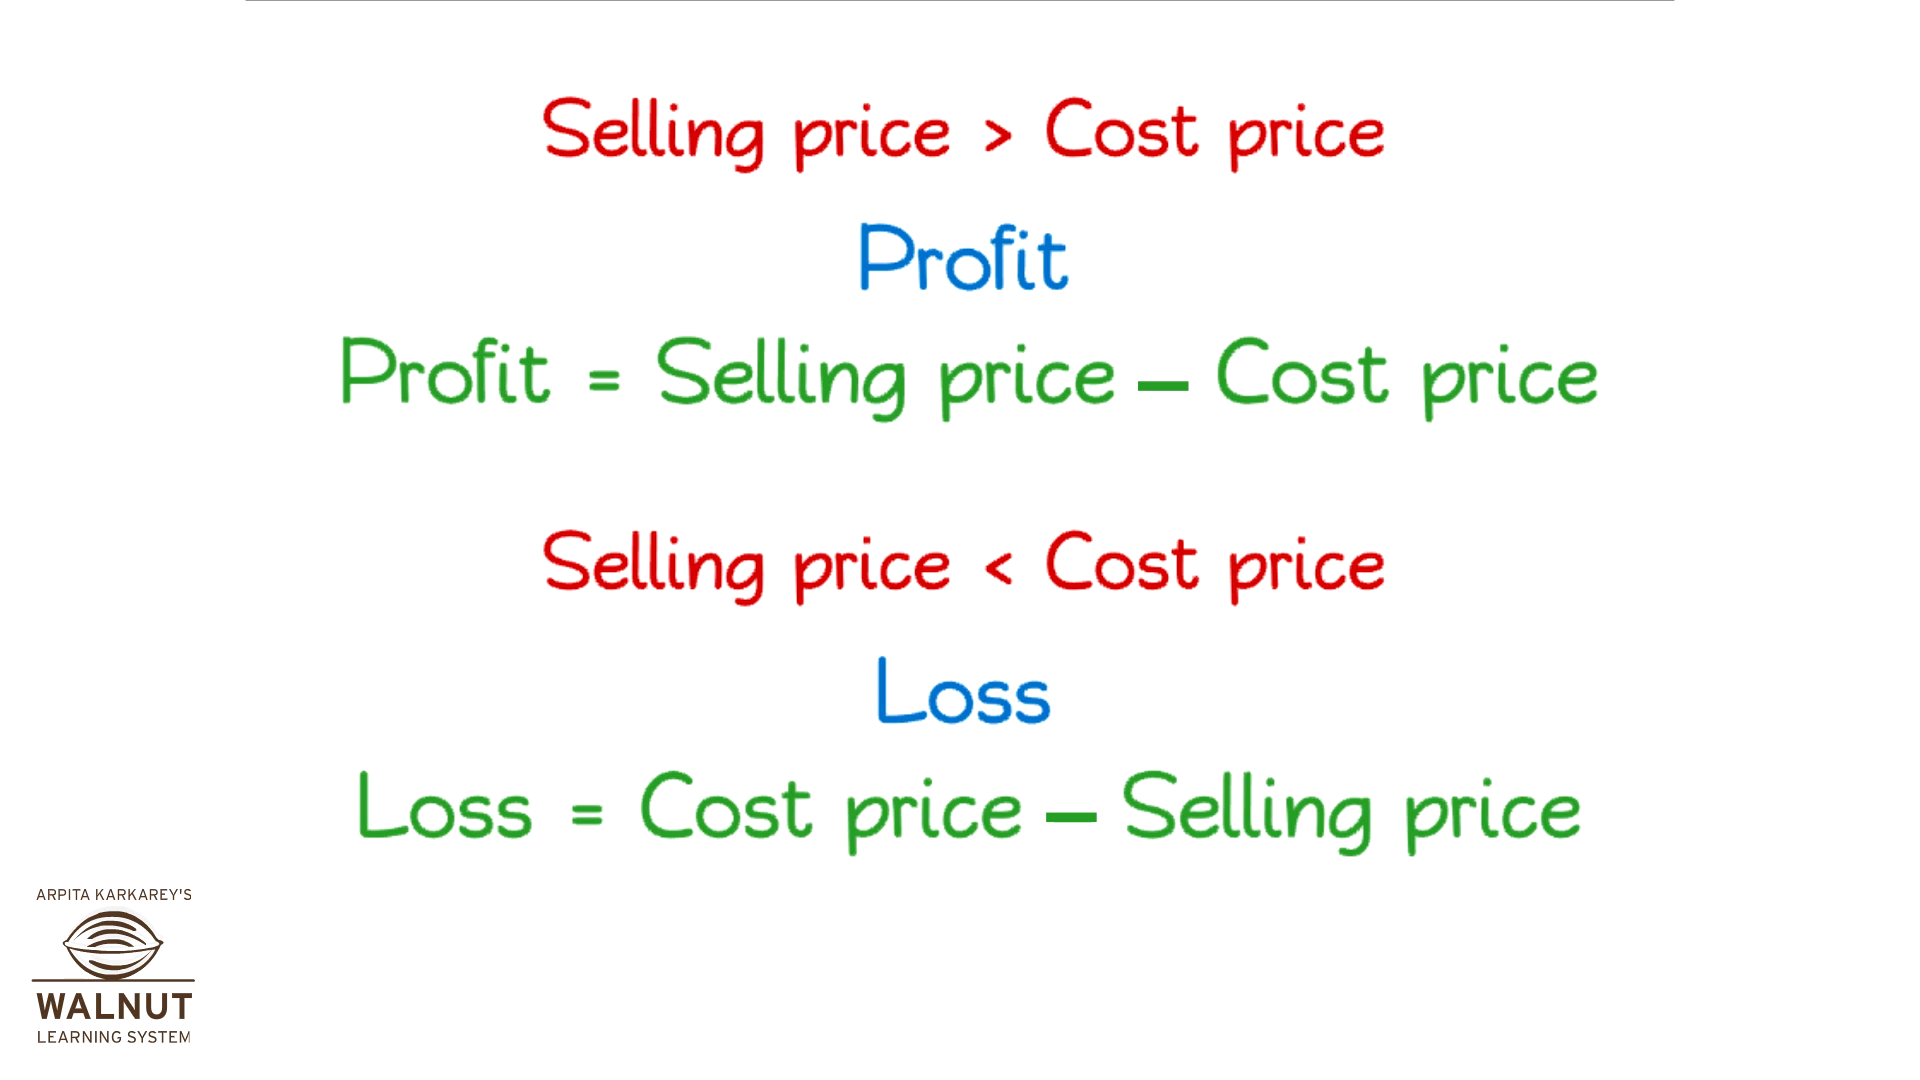 Selling price > Cost price
Profit
Profit = Selling price – Cost price
Selling price < Cost price
Loss
Loss = Cost price – Selling price
ARPITA KARKAREY'S
WALNUT
LEARNING SYSTEM